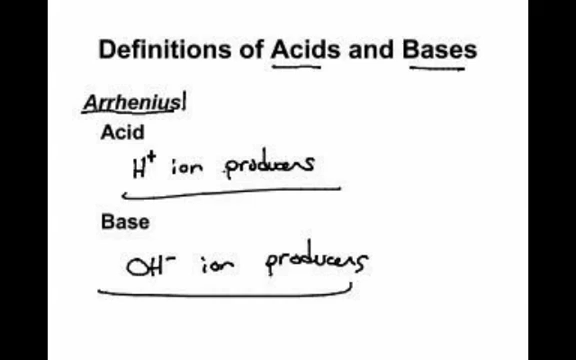 Definitions of Acids and Bases
Arrhenius
Acid
H⁺ ion producers
Base
OH⁻ ion producers